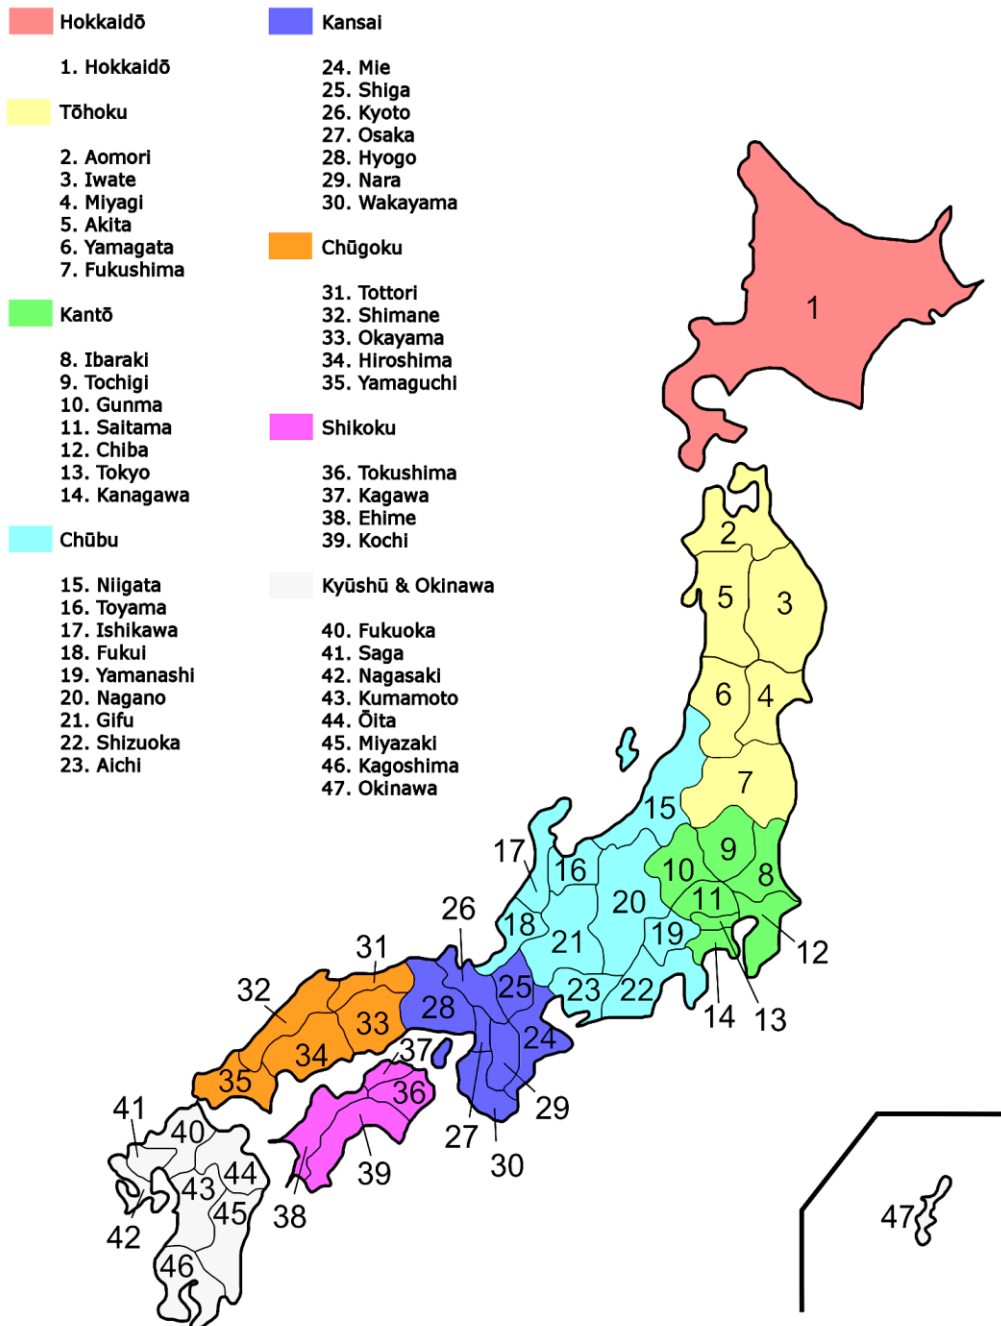 Hokkaidō
1. Hokkaidō
Tōhoku
2. Aomori
3. Iwate
4. Miyagi
5. Akita
6. Yamagata
7. Fukushima
Kantō
8. Ibaraki
9. Tochigi
10. Gunma
11. Saitama
12. Chiba
13. Tokyo
14. Kanagawa
Chūbu
15. Niigata
16. Toyama
17. Ishikawa
18. Fukui
19. Yamanashi
20. Nagano
21. Gifu
22. Shizuoka
23. Aichi
Kansai
24. Mie
25. Shiga
26. Kyoto
27. Osaka
28. Hyogo
29. Nara
30. Wakayama
Chūgoku
31. Tottori
32. Shimane
33. Okayama
34. Hiroshima
35. Yamaguchi
Shikoku
36. Tokushima
37. Kagawa
38. Ehime
39. Kochi
Kyūshū & Okinawa
40. Fukuoka
41. Saga
42. Nagasaki
43. Kumamoto
44. Ōita
45. Miyazaki
46. Kagoshima
47. Okinawa
1
2
5
3
6
4
7
15
17
16
10
9
8
20
11
26
18
21
19
12
31
25
14
13
32
28
33
23
22
24
34
37
35
36
29
41
40
27
30
39
44
43
42
45
38
46
47